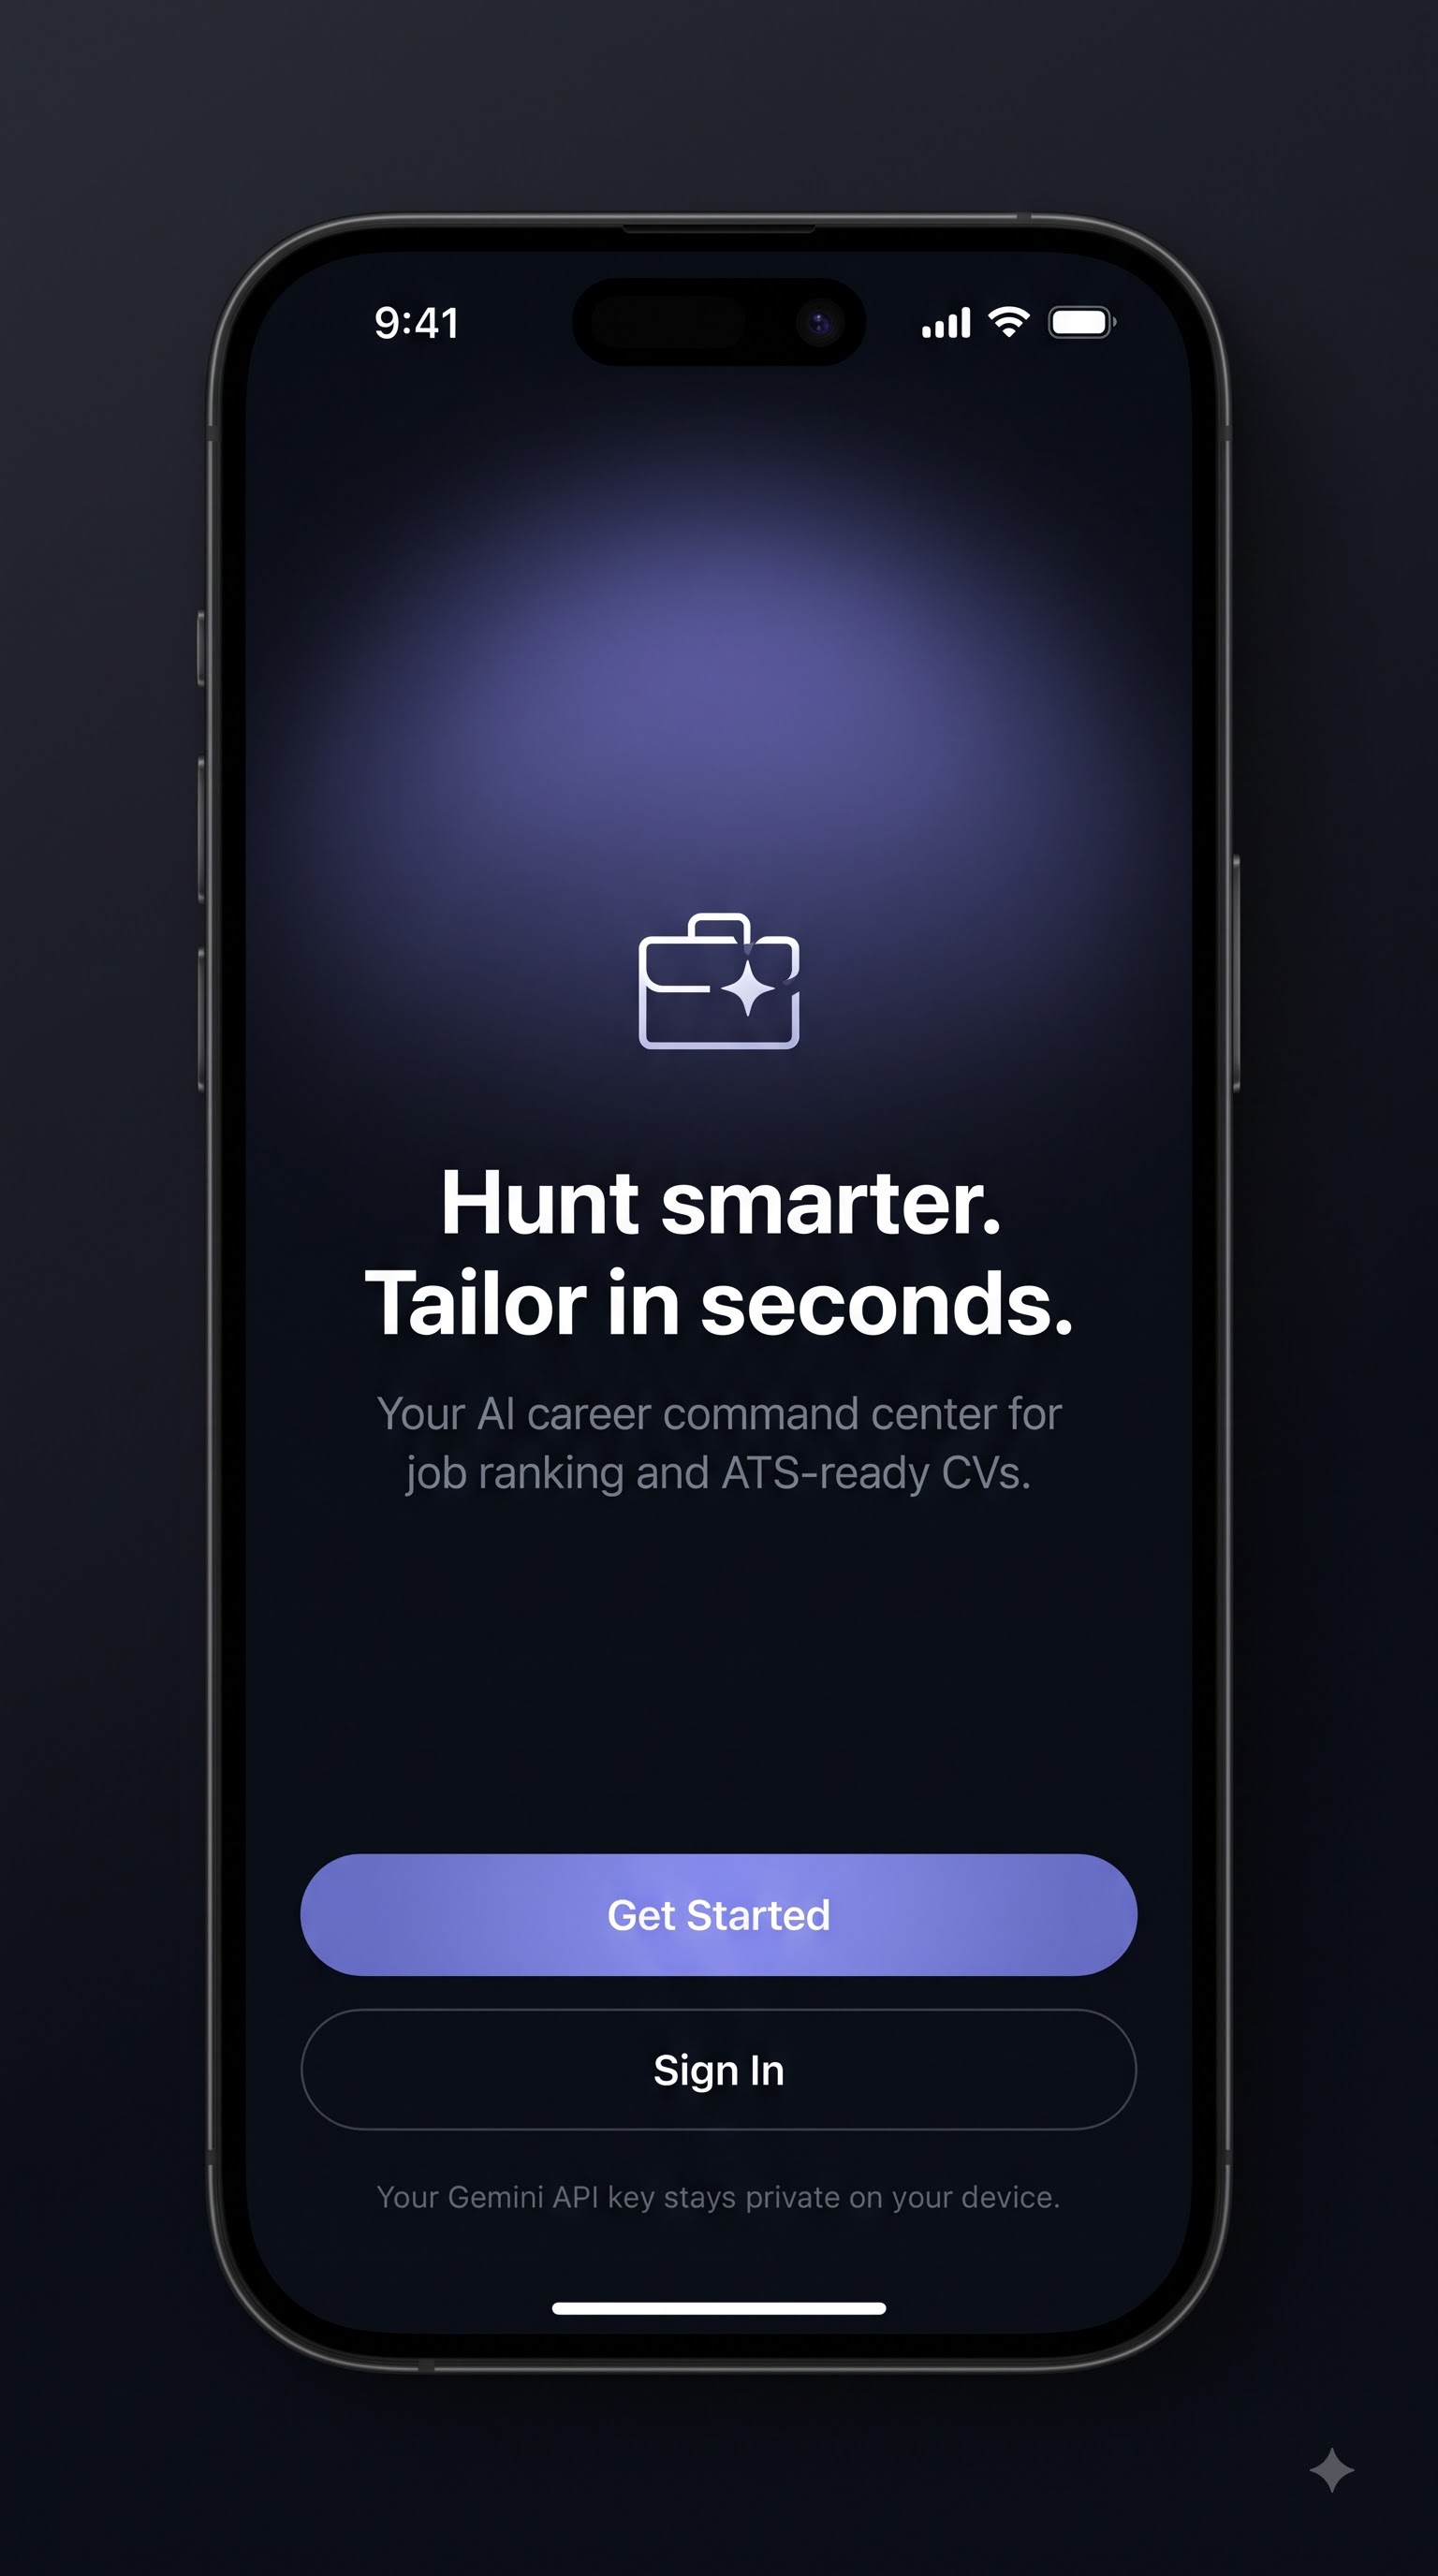 9:41
Hunt smarter.
Tailor in seconds.
Your AI career command center for
job ranking and ATS-ready CVs.
Get Started
Sign In
Your Gemini API key stays private on your device.